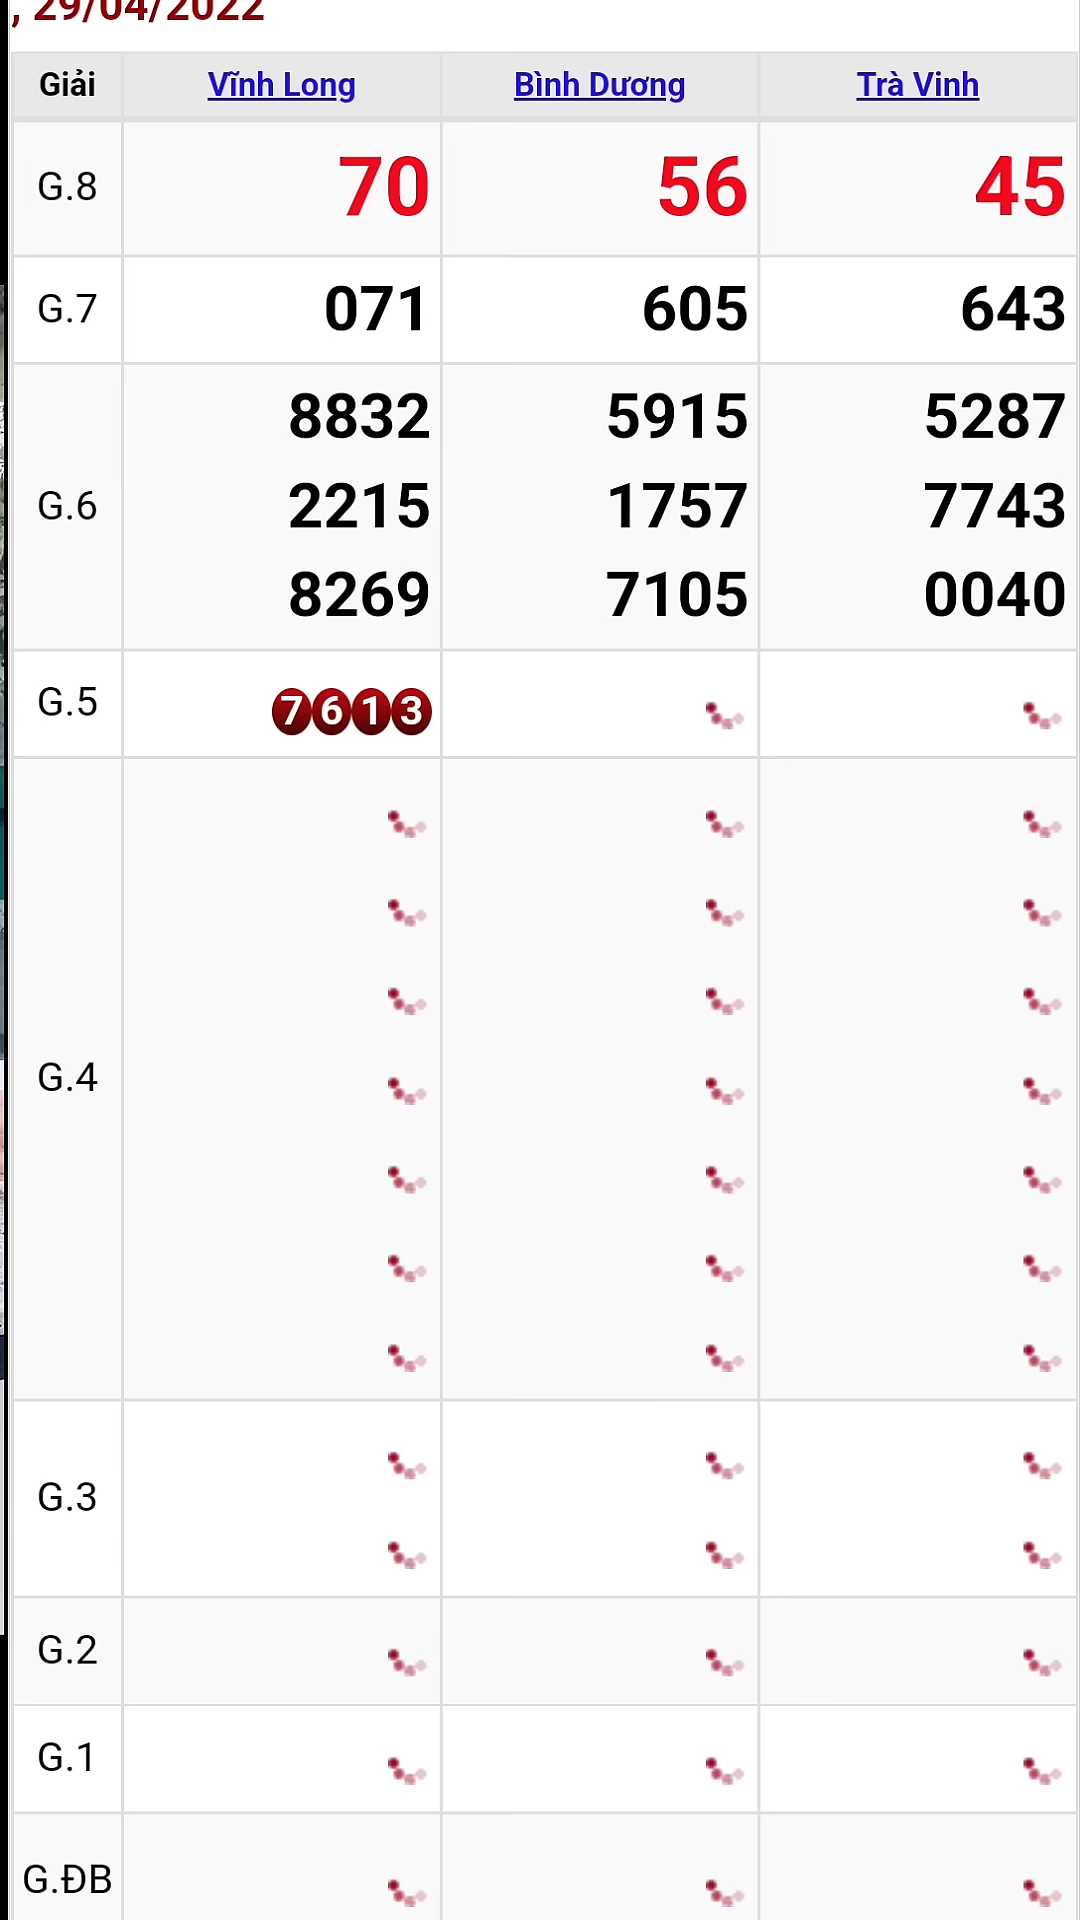 , 29/04/2022
Giải Vĩnh Long Bình Dương Trà Vinh
G.8 70 56 45
G.7 071 605 643
8832 5915 5287
G.6 2215 1757 7743
8269 7105 0040
G.5 7613
G.4
G.3
G.2
G.1
G.ĐB